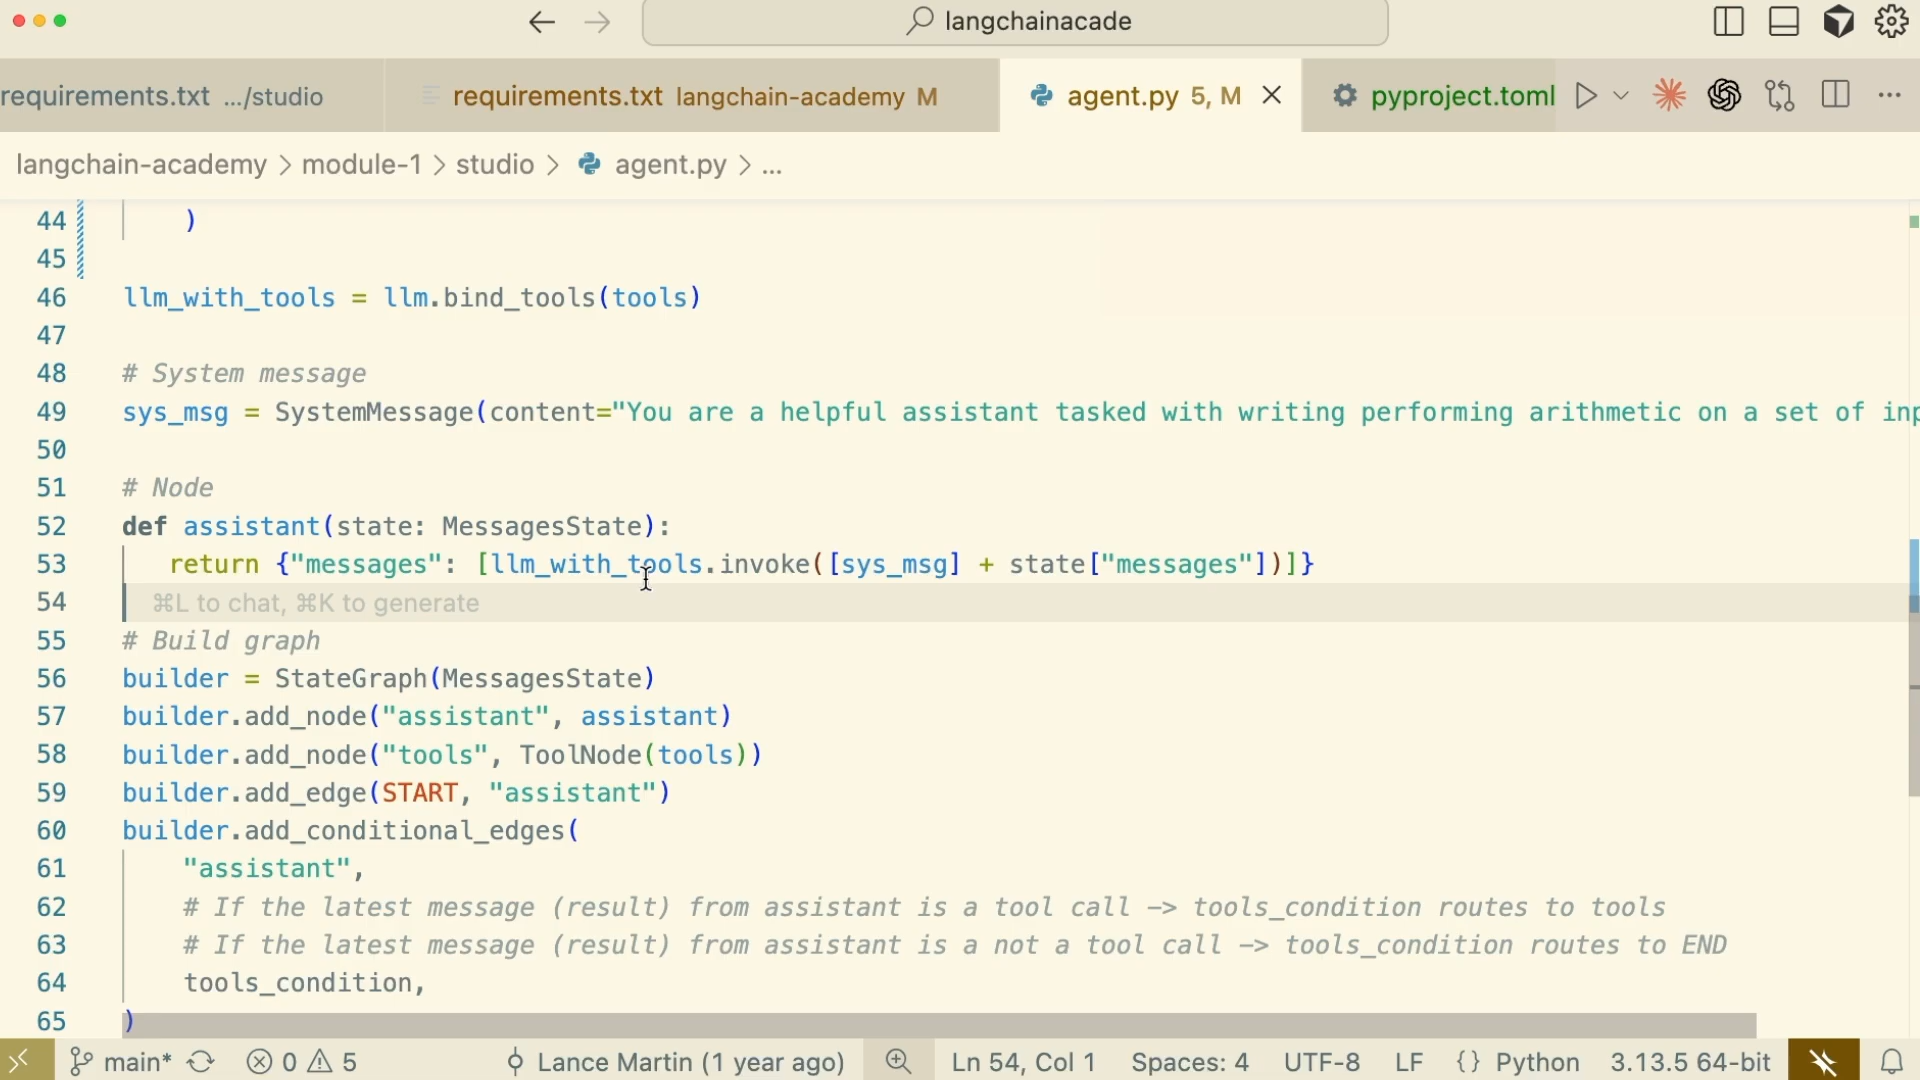 langchainacade
requirements.txt .../studio
requirements.txt langchain-academy M
agent.py 5, M
pyproject.toml
langchain-academy > module-1 > studio > agent.py > ...
44 )
45
46 llm_with_tools = llm.bind_tools(tools)
47
48 # System message
49 sys_msg = SystemMessage(content="You are a helpful assistant tasked with writing performing arithmetic on a set of inp
50
51 # Node
52 def assistant(state: MessagesState):
53 return {"messages": [llm_with_tools.invoke([sys_msg] + state["messages"])]}
54 ⌘L to chat, ⌘K to generate
55 # Build graph
56 builder = StateGraph(MessagesState)
57 builder.add_node("assistant", assistant)
58 builder.add_node("tools", ToolNode(tools))
59 builder.add_edge(START, "assistant")
60 builder.add_conditional_edges(
61 "assistant",
62 # If the latest message (result) from assistant is a tool call -> tools_condition routes to tools
63 # If the latest message (result) from assistant is a not a tool call -> tools_condition routes to END
64 tools_condition,
65 )
main* 0 5 Lance Martin (1 year ago) Ln 54, Col 1 Spaces: 4 UTF-8 LF {} Python 3.13.5 64-bit